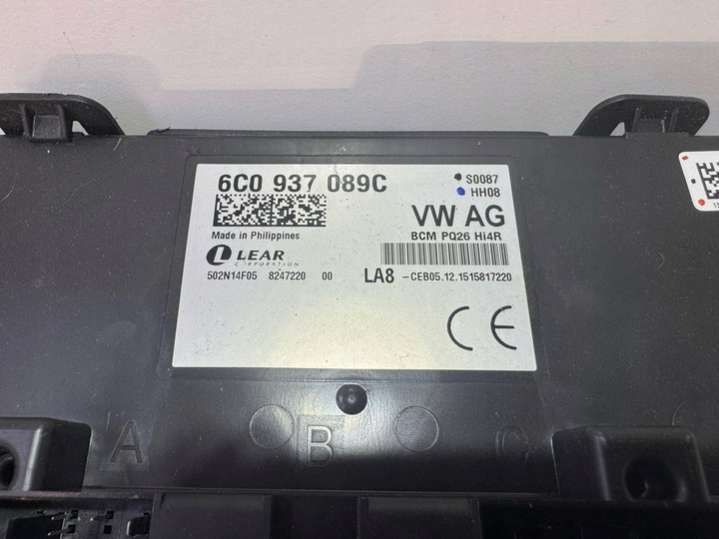 6C0 937 089C
S0087
HH08
VW AG
Made in Philippines
BCM PQ26 Hi4R
LEAR
CORPORATION
502N14F05 8247220 00
LA8 -CEB05.12.1515817220
CE
A B C